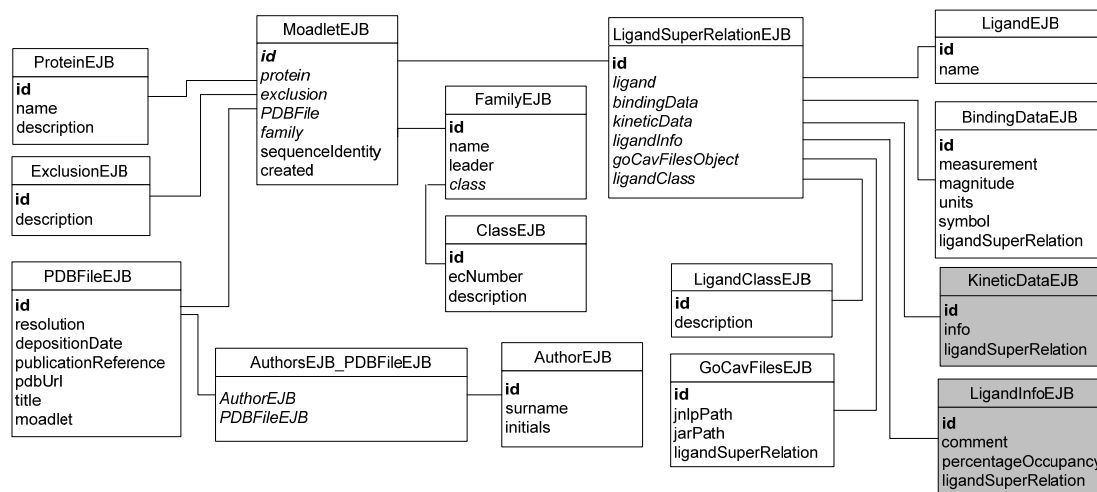 ProteinEJB
id
name
description
ExclusionEJB
id
description
PDBFileEJB
id
resolution
depositionDate
publicationReference
pdbUrl
title
moadlet
MoadletEJB
id
protein
exclusion
PDBFile
family
sequenceIdentity
created
FamilyEJB
id
name
leader
class
ClassEJB
id
ecNumber
description
AuthorsEJB_PDBFileEJB
AuthorEJB
PDBFileEJB
AuthorEJB
id
surname
initials
LigandSuperRelationEJB
id
ligand
bindingData
kineticData
ligandInfo
goCavFilesObject
ligandClass
LigandClassEJB
id
description
GoCavFilesEJB
id
jnlpPath
jarPath
ligandSuperRelation
LigandEJB
id
name
BindingDataEJB
id
measurement
magnitude
units
symbol
ligandSuperRelation
KineticDataEJB
id
info
ligandSuperRelation
LigandInfoEJB
id
comment
percentageOccupancy
ligandSuperRelation